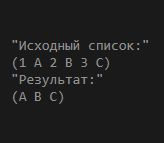 "Исходный список:"
(1 A 2 B 3 C)
"Результат:"
(A B C)